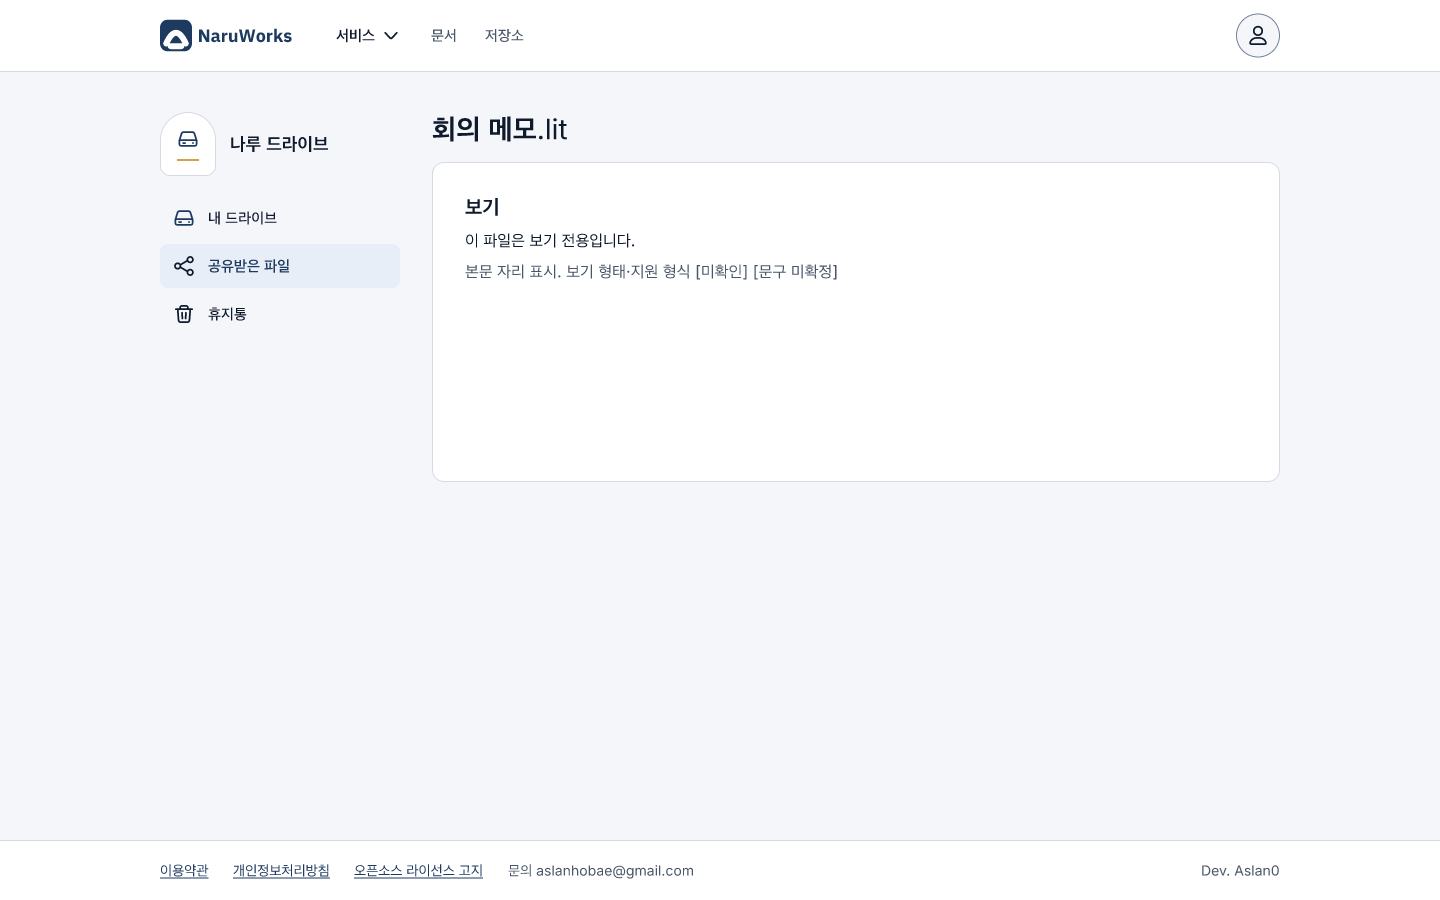 NaruWorks
서비스
문서
저장소
나루 드라이브
내 드라이브
공유받은 파일
휴지통
회의 메모.lit
보기
이 파일은 보기 전용입니다.
본문 자리 표시. 보기 형태·지원 형식 [미확인] [문구 미확정]
이용약관
개인정보처리방침
오픈소스 라이선스 고지
문의 aslanhobae@gmail.com
Dev. Aslan0